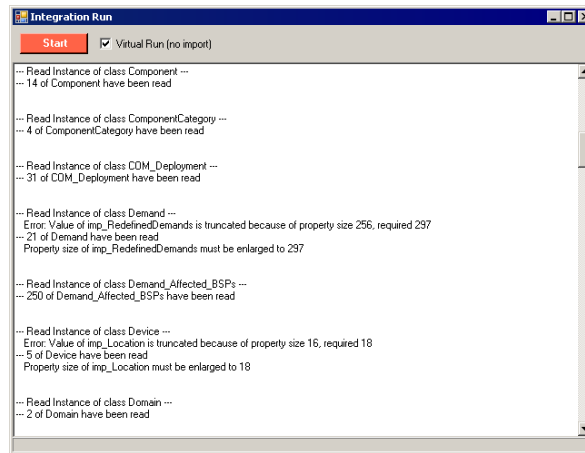 Integration Run
Start
Virtual Run (no import)
--- Read Instance of class Component ---
--- 14 of Component have been read
--- Read Instance of class ComponentCategory ---
--- 4 of ComponentCategory have been read
--- Read Instance of class COM_Deployment ---
--- 31 of COM_Deployment have been read
--- Read Instance of class Demand ---
Error: Value of imp_RedefinedDemands is truncated because of property size 256, required 297
--- 21 of Demand have been read
Property size of imp_RedefinedDemands must be enlarged to 297
--- Read Instance of class Demand_Affected_BSPs ---
--- 250 of Demand_Affected_BSPs have been read
--- Read Instance of class Device ---
Error: Value of imp_Location is truncated because of property size 16, required 18
--- 5 of Device have been read
Property size of imp_Location must be enlarged to 18
--- Read Instance of class Domain ---
--- 2 of Domain have been read